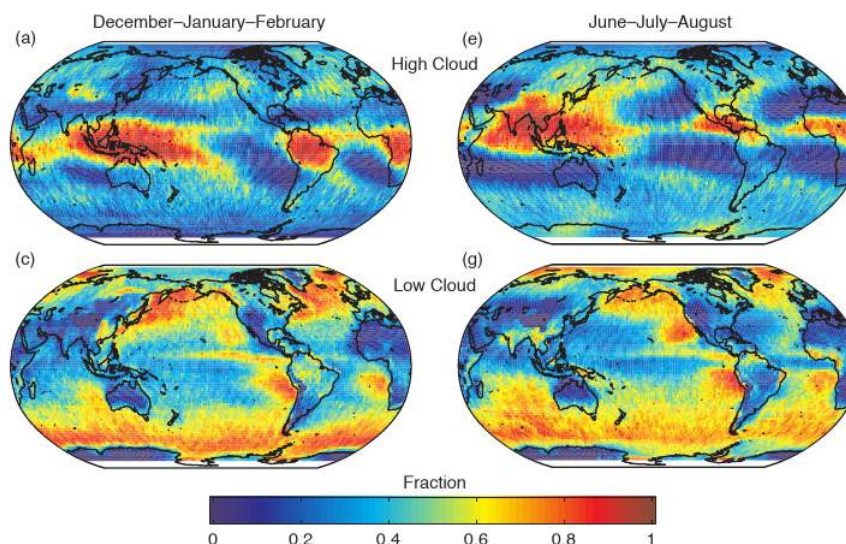 December–January–February
June–July–August
(a)
(e)
High Cloud
(c)
(g)
Low Cloud
Fraction
0 0.2 0.4 0.6 0.8 1